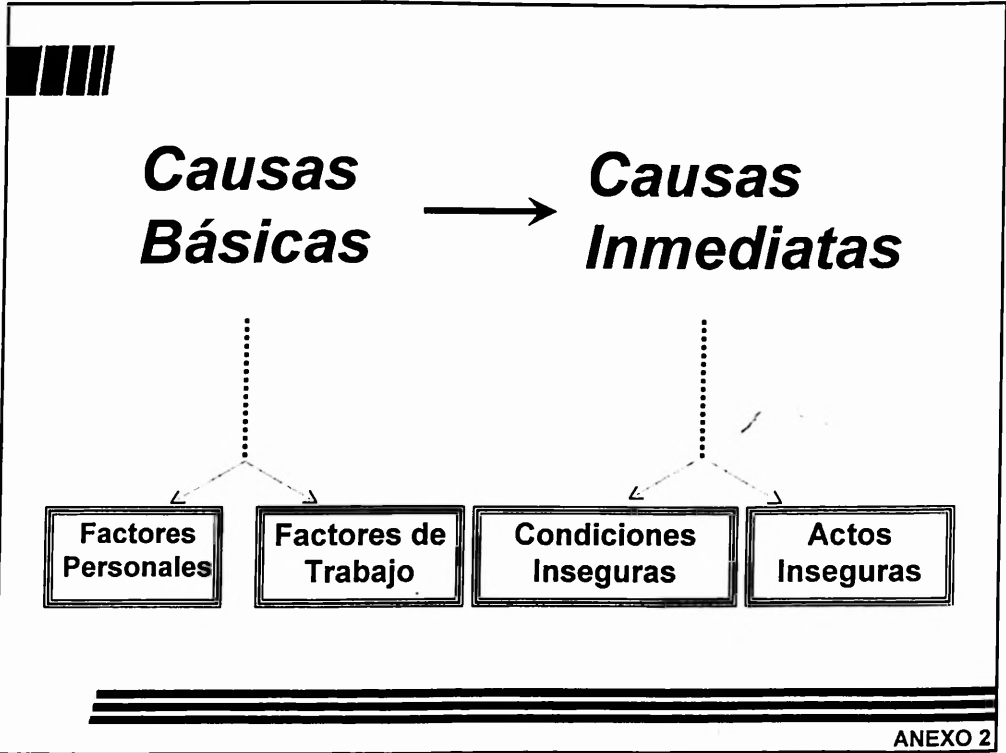 Causas
Básicas
Causas
Inmediatas
Factores
Personales
Factores de
Trabajo
Condiciones
Inseguras
Actos
Inseguras
ANEXO 2